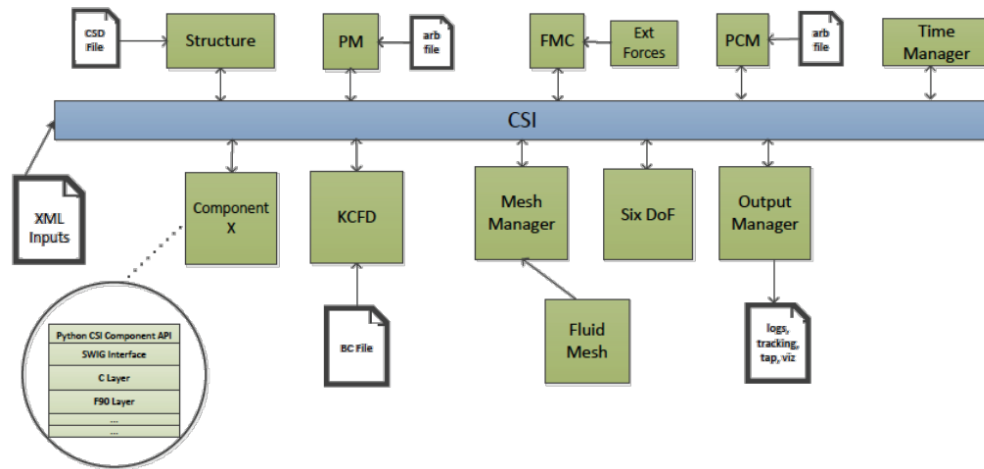 CSD
File
Structure
PM
arb
file
FMC
Ext
Forces
PCM
arb
file
Time
Manager
CSI
XML
Inputs
Component
X
KCFD
Mesh
Manager
Six DoF
Output
Manager
BC File
Fluid
Mesh
logs,
tracking,
tap, viz
Python CSI Component API
SWIG Interface
C Layer
F90 Layer
...
...